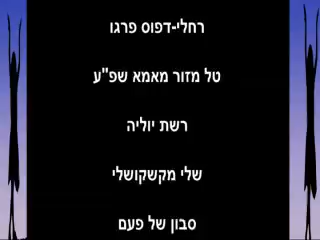 רחלי-דפוס פרגו
טל מזור מאמא שפ"ע
רשת יוליה
שלי מקשקושלי
סבון של פעם